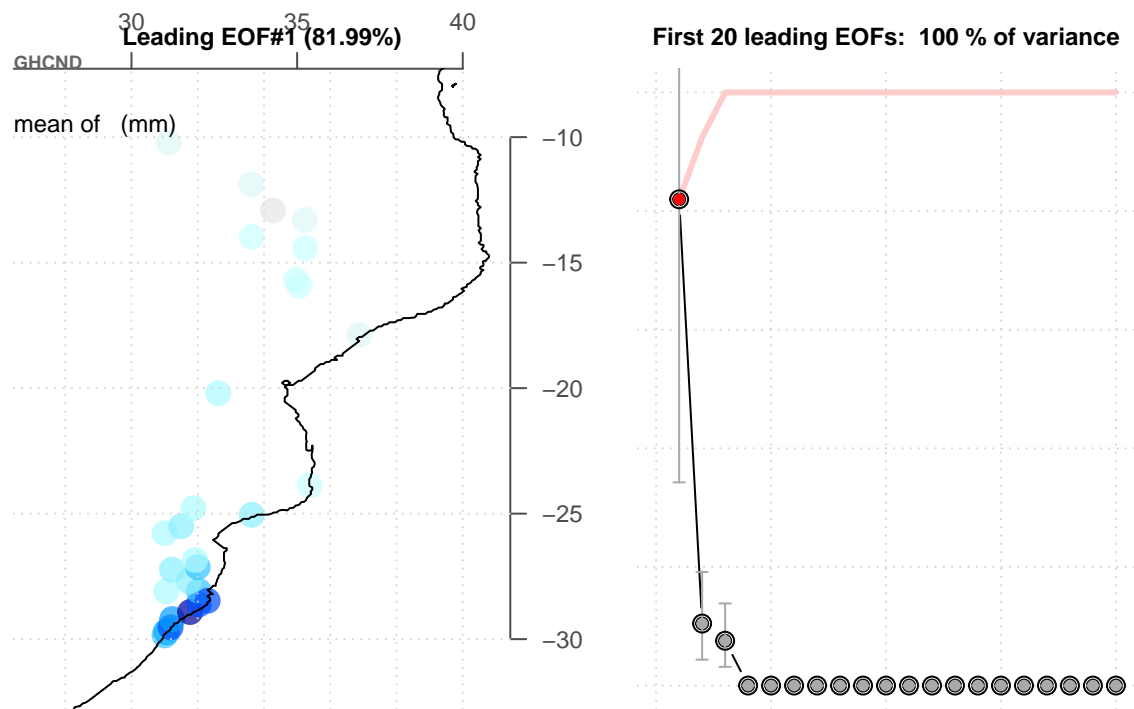 30 35 40
Leading EOF#1 (81.99%)
GHCND
mean of (mm)
−10
−15
−20
−25
−30
First 20 leading EOFs: 100 % of variance